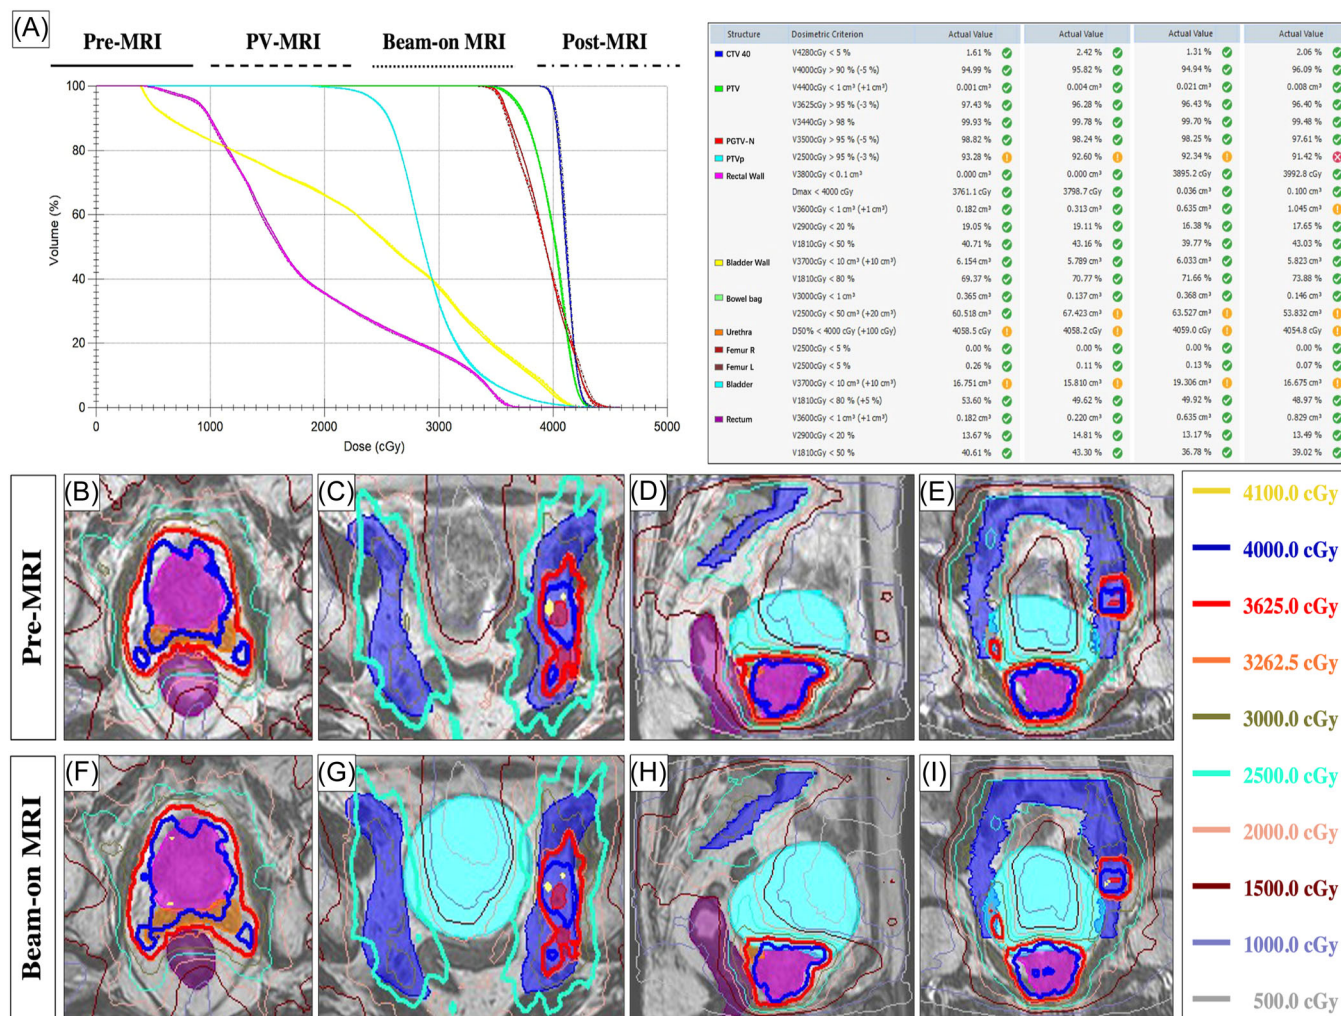 (A)
Pre-MRI PV-MRI Beam-on MRI Post-MRI
Volume (%)
100
80
60
40
20
0
0 1000 2000 3000 4000 5000
Dose (cGy)
Structure Dosimetric Criterion Actual Value Actual Value Actual Value Actual Value
CTV 40 V4280cGy < 5 % 1.61 % 2.42 % 1.31 % 2.06 %
V4000cGy > 90 % (-5 %) 94.99 % 95.82 % 94.94 % 96.09 %
PTV V4400cGy < 1 cm³ (+1 cm³) 0.001 cm³ 0.004 cm³ 0.021 cm³ 0.008 cm³
V3625cGy > 95 % (-3 %) 97.43 % 96.28 % 96.43 % 96.40 %
V3440cGy > 98 % 99.93 % 99.78 % 99.70 % 99.48 %
PGTV-N V3500cGy > 95 % (-5 %) 98.82 % 98.24 % 98.25 % 97.61 %
PTVp V2500cGy > 95 % (-3 %) 93.28 % 92.60 % 92.34 % 91.42 %
Rectal Wall V3800cGy < 0.1 cm³ 0.000 cm³ 0.000 cm³ 3895.2 cGy 3992.8 cGy
Dmax < 4000 cGy 3761.1 cGy 3798.7 cGy 0.036 cm³ 0.100 cm³
V3600cGy < 1 cm³ (+1 cm³) 0.182 cm³ 0.313 cm³ 0.635 cm³ 1.045 cm³
V2900cGy < 20 % 19.05 % 19.11 % 16.38 % 17.65 %
V1810cGy < 50 % 40.71 % 43.16 % 39.77 % 43.03 %
Bladder Wall V3700cGy < 10 cm³ (+10 cm³) 6.154 cm³ 5.789 cm³ 6.033 cm³ 5.823 cm³
V1810cGy < 80 % 69.37 % 70.77 % 71.66 % 73.88 %
Bowel bag V3000cGy < 1 cm³ 0.365 cm³ 0.137 cm³ 0.368 cm³ 0.146 cm³
V2500cGy < 50 cm³ (+20 cm³) 60.518 cm³ 67.423 cm³ 63.527 cm³ 53.832 cm³
Urethra D50% < 4000 cGy (+100 cGy) 4058.5 cGy 4058.2 cGy 4059.0 cGy 4054.8 cGy
Femur R V2500cGy < 5 % 0.00 % 0.00 % 0.00 % 0.00 %
Femur L V2500cGy < 5 % 0.26 % 0.11 % 0.13 % 0.07 %
Bladder V3700cGy < 10 cm³ (+10 cm³) 16.751 cm³ 15.810 cm³ 19.306 cm³ 16.675 cm³
V1810cGy < 80 % (+5 %) 53.60 % 49.62 % 49.92 % 48.97 %
Rectum V3600cGy < 1 cm³ (+1 cm³) 0.182 cm³ 0.220 cm³ 0.635 cm³ 0.829 cm³
V2900cGy < 20 % 13.67 % 14.81 % 13.17 % 13.49 %
V1810cGy < 50 % 40.61 % 43.30 % 36.78 % 39.02 %
Pre-MRI
(B) (C) (D) (E)
Beam-on MRI
(F) (G) (H) (I)
4100.0 cGy
4000.0 cGy
3625.0 cGy
3262.5 cGy
3000.0 cGy
2500.0 cGy
2000.0 cGy
1500.0 cGy
1000.0 cGy
500.0 cGy